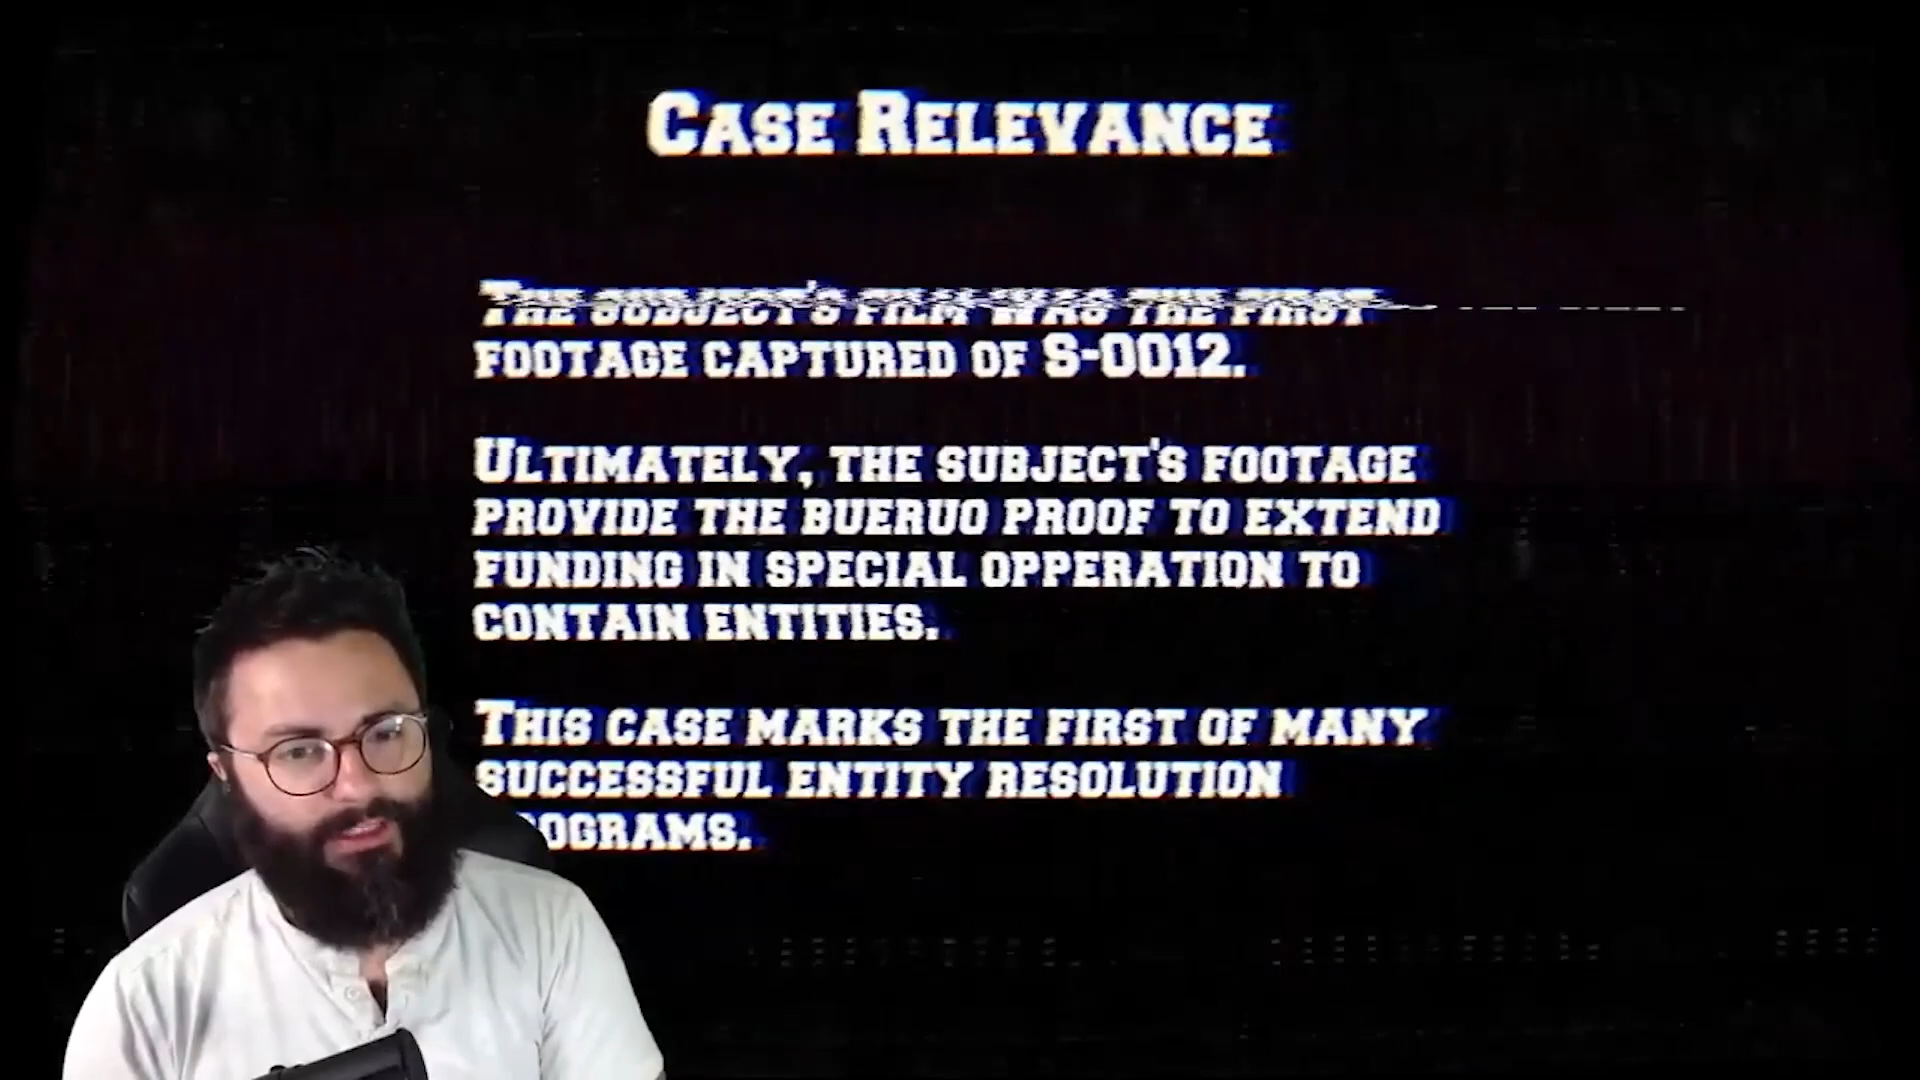 Case Relevance
The subject's film was the first
footage captured of S-0012.
Ultimately, the subject's footage
provide the bueruo proof to extend
funding in special opperation to
contain entities.
This case marks the first of many
successful entity resolution
ograms.